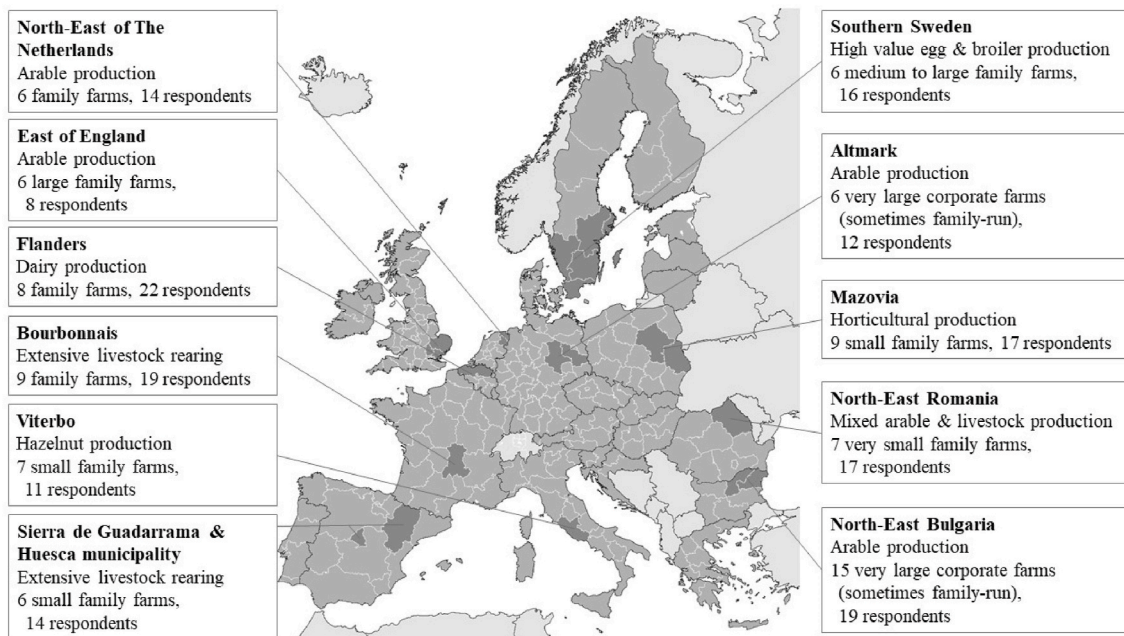 North-East of The
Netherlands
Arable production
6 family farms, 14 respondents
East of England
Arable production
6 large family farms,
8 respondents
Flanders
Dairy production
8 family farms, 22 respondents
Bourbonnais
Extensive livestock rearing
9 family farms, 19 respondents
Viterbo
Hazelnut production
7 small family farms,
11 respondents
Sierra de Guadarrama &
Huesca municipality
Extensive livestock rearing
6 small family farms,
14 respondents
Southern Sweden
High value egg & broiler production
6 medium to large family farms,
16 respondents
Altmark
Arable production
6 very large corporate farms
(sometimes family-run),
12 respondents
Mazovia
Horticultural production
9 small family farms, 17 respondents
North-East Romania
Mixed arable & livestock production
7 very small family farms,
17 respondents
North-East Bulgaria
Arable production
15 very large corporate farms
(sometimes family-run),
19 respondents